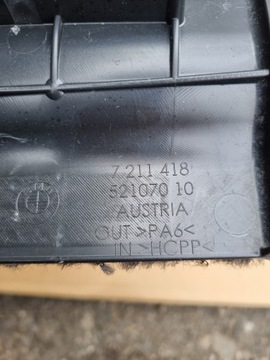 7 211 418
521070 10
AUSTRIA
OUT >PA6<
IN >HCPP<